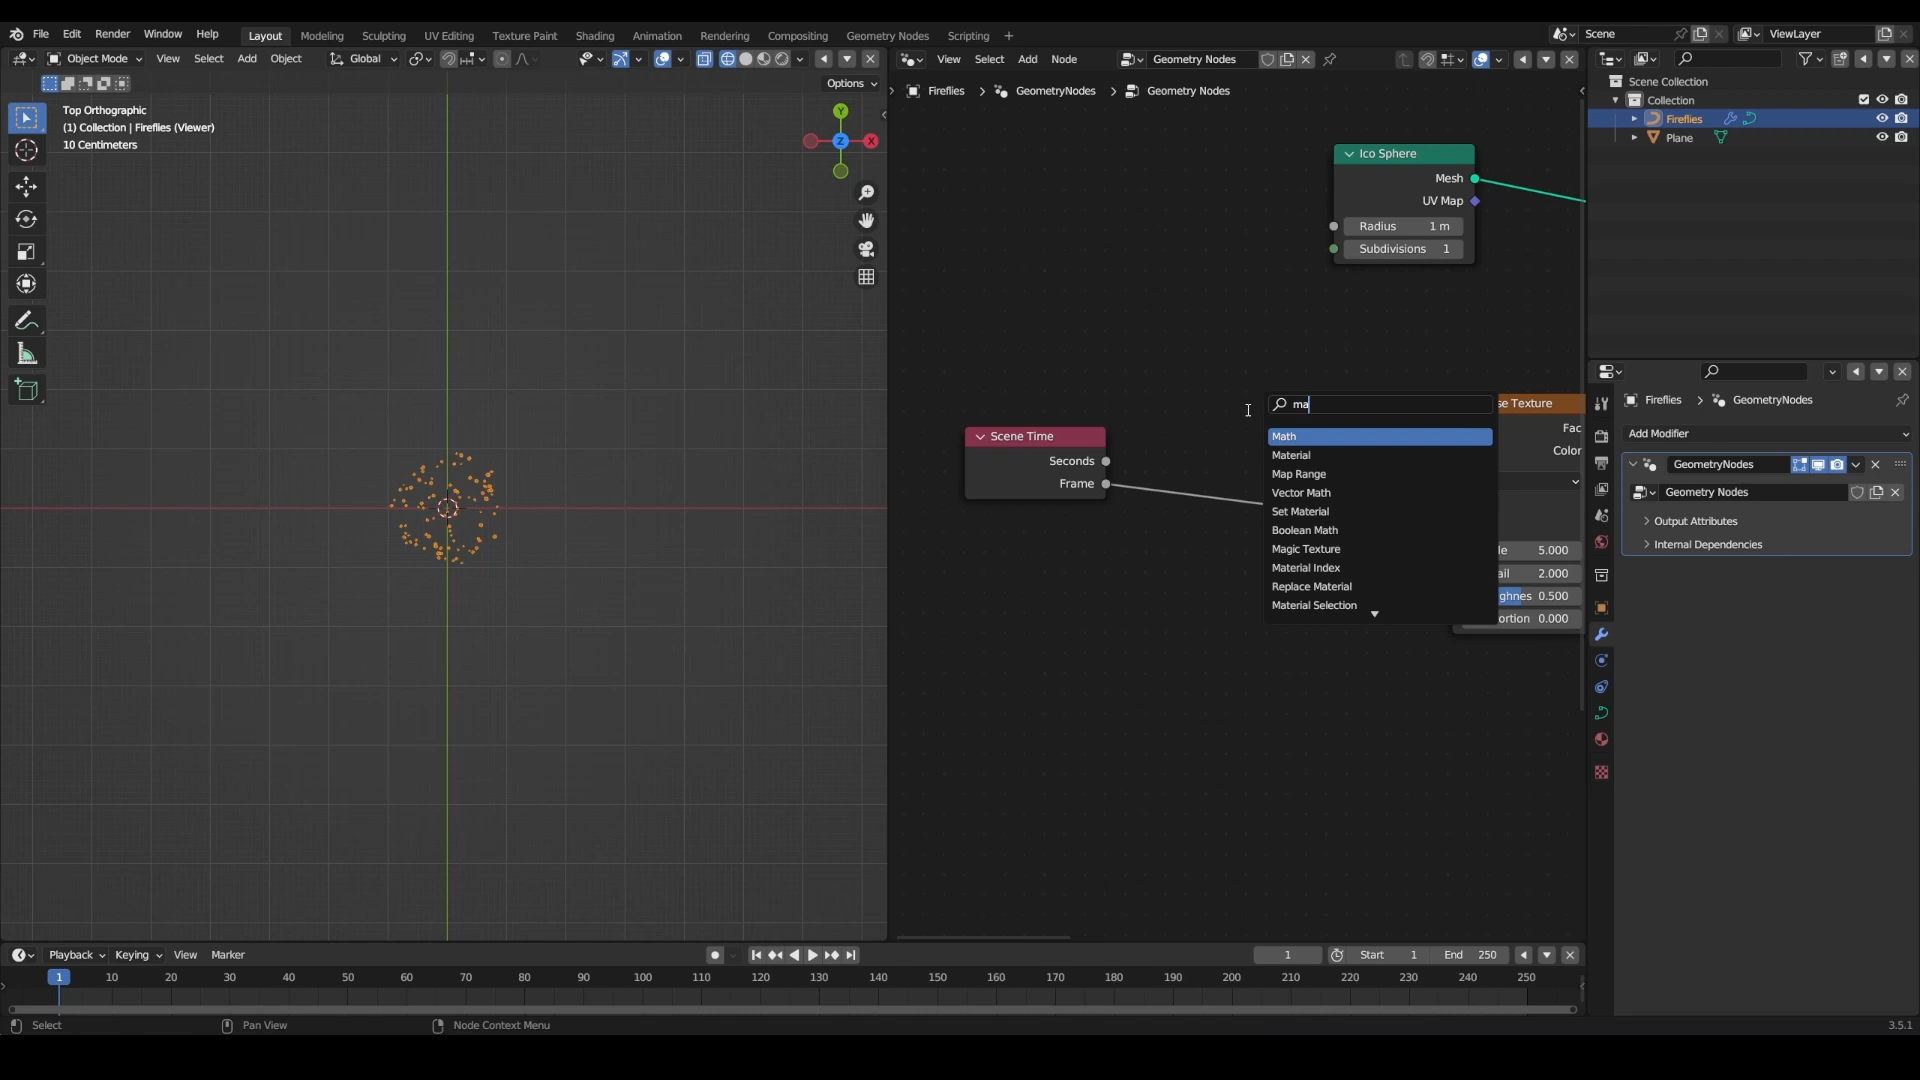 File Edit Render Window Help Layout Modeling Sculpting UV Editing Texture Paint Shading Animation Rendering Compositing Geometry Nodes Scripting + Scene ViewLayer
Object Mode View Select Add Object Global
Options
Top Orthographic
(1) Collection | Fireflies (Viewer)
10 Centimeters
Y
X
Z
View Select Add Node Geometry Nodes
Fireflies > GeometryNodes > Geometry Nodes
Ico Sphere
Mesh
UV Map
Radius 1 m
Subdivisions 1
Scene Time
Seconds
Frame
ma
Math
Material
Map Range
Vector Math
Set Material
Boolean Math
Magic Texture
Material Index
Replace Material
Material Selection
se Texture
Fac
Color
le 5.000
ail 2.000
ghnes 0.500
ortion 0.000
Scene Collection
Collection
Fireflies
Plane
Fireflies > GeometryNodes
Add Modifier
GeometryNodes
Geometry Nodes
Output Attributes
Internal Dependencies
Playback Keying View Marker 1 Start 1 End 250
1 10 20 30 40 50 60 70 80 90 100 110 120 130 140 150 160 170 180 190 200 210 220 230 240 250
Select Pan View Node Context Menu 3.5.1